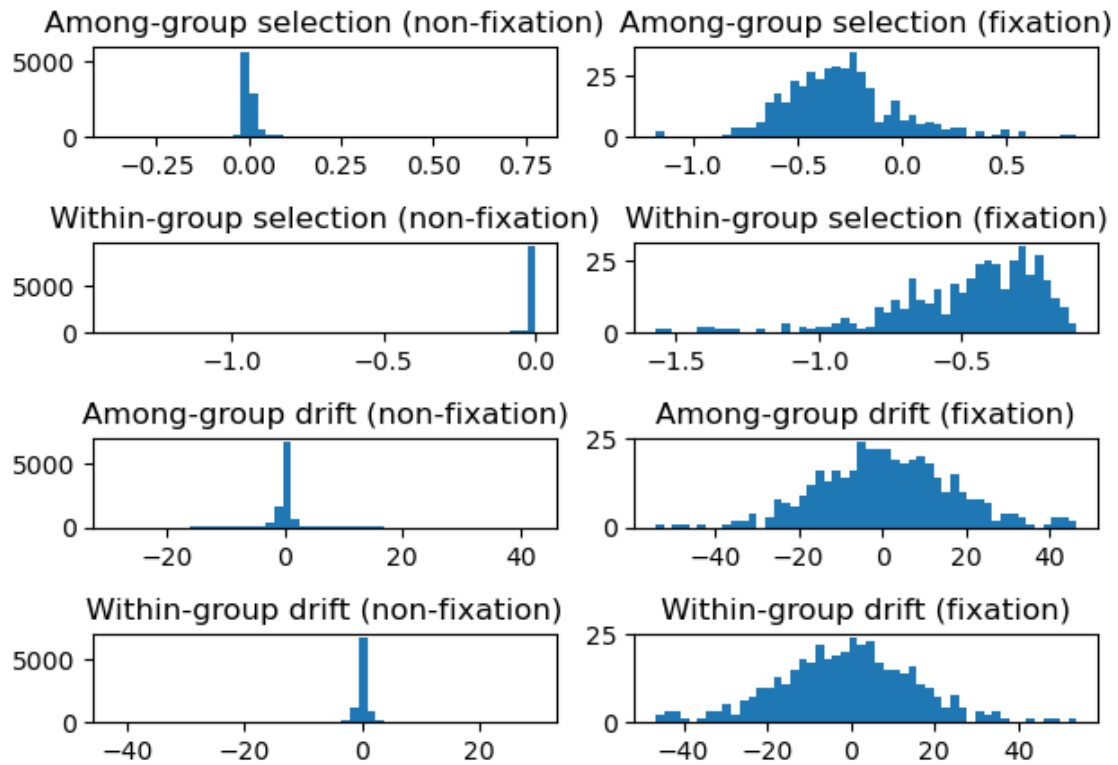 Among-group selection (non-fixation) Among-group selection (fixation)
5000
0
−0.25 0.00 0.25 0.50 0.75
25
0
−1.0 −0.5 0.0 0.5
Within-group selection (non-fixation) Within-group selection (fixation)
5000
0
−1.0 −0.5 0.0
25
0
−1.5 −1.0 −0.5
Among-group drift (non-fixation) Among-group drift (fixation)
5000
0
−20 0 20 40
25
0
−40 −20 0 20 40
Within-group drift (non-fixation) Within-group drift (fixation)
5000
0
−40 −20 0 20
25
0
−40 −20 0 20 40